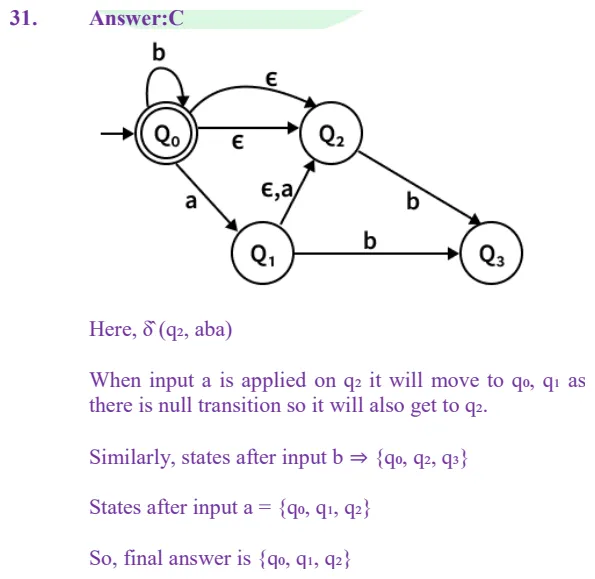 31. Answer:C
b
ϵ
Q₀ ϵ Q₂
a ϵ,a b
Q₁ b Q₃
Here, δ̂ (q₂, aba)
When input a is applied on q₂ it will move to q₀, q₁ as
there is null transition so it will also get to q₂.
Similarly, states after input b ⇒ {q₀, q₂, q₃}
States after input a = {q₀, q₁, q₂}
So, final answer is {q₀, q₁, q₂}